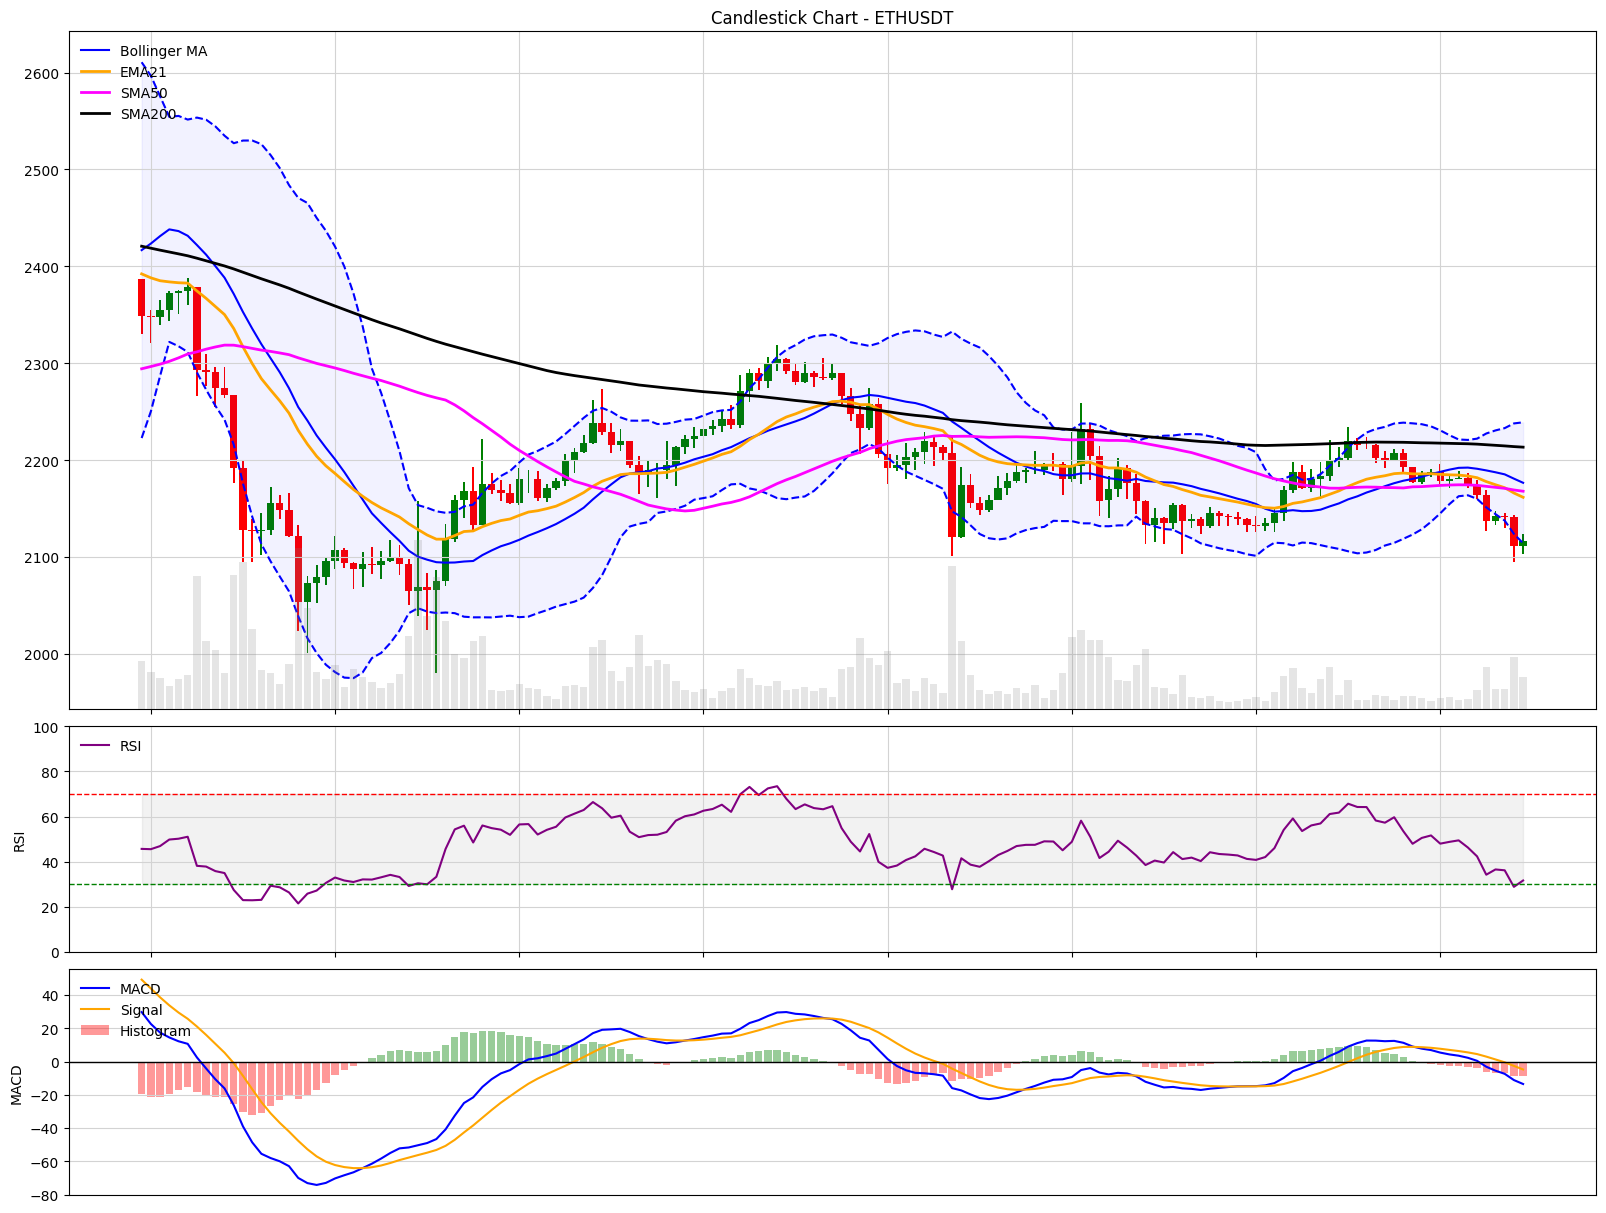 Candlestick Chart - ETHUSDT
Bollinger MA
EMA21
SMA50
SMA200
2600
2500
2400
2300
2200
2100
2000
RSI
100
80
60
40
20
0
RSI
MACD
Signal
Histogram
40
20
0
−20
−40
−60
−80
MACD